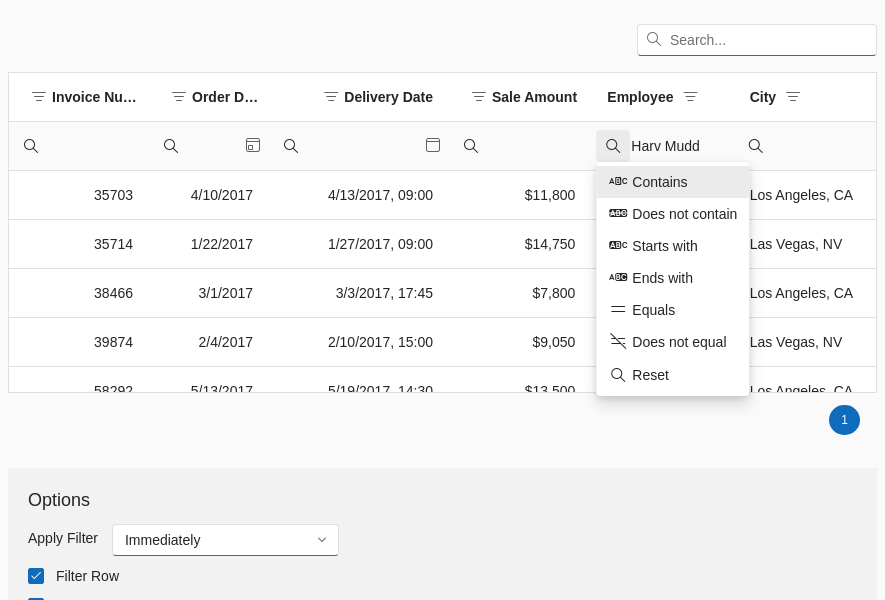 Search...
Invoice Nu… Order D… Delivery Date Sale Amount Employee City
Harv Mudd
35703 4/10/2017 4/13/2017, 09:00 $11,800 Los Angeles, CA
35714 1/22/2017 1/27/2017, 09:00 $14,750 Las Vegas, NV
38466 3/1/2017 3/3/2017, 17:45 $7,800 Los Angeles, CA
39874 2/4/2017 2/10/2017, 15:00 $9,050 Las Vegas, NV
58292 5/13/2017 5/19/2017, 14:30 $13,500 Los Angeles, CA
Contains
Does not contain
Starts with
Ends with
Equals
Does not equal
Reset
1
Options
Apply Filter Immediately
Filter Row